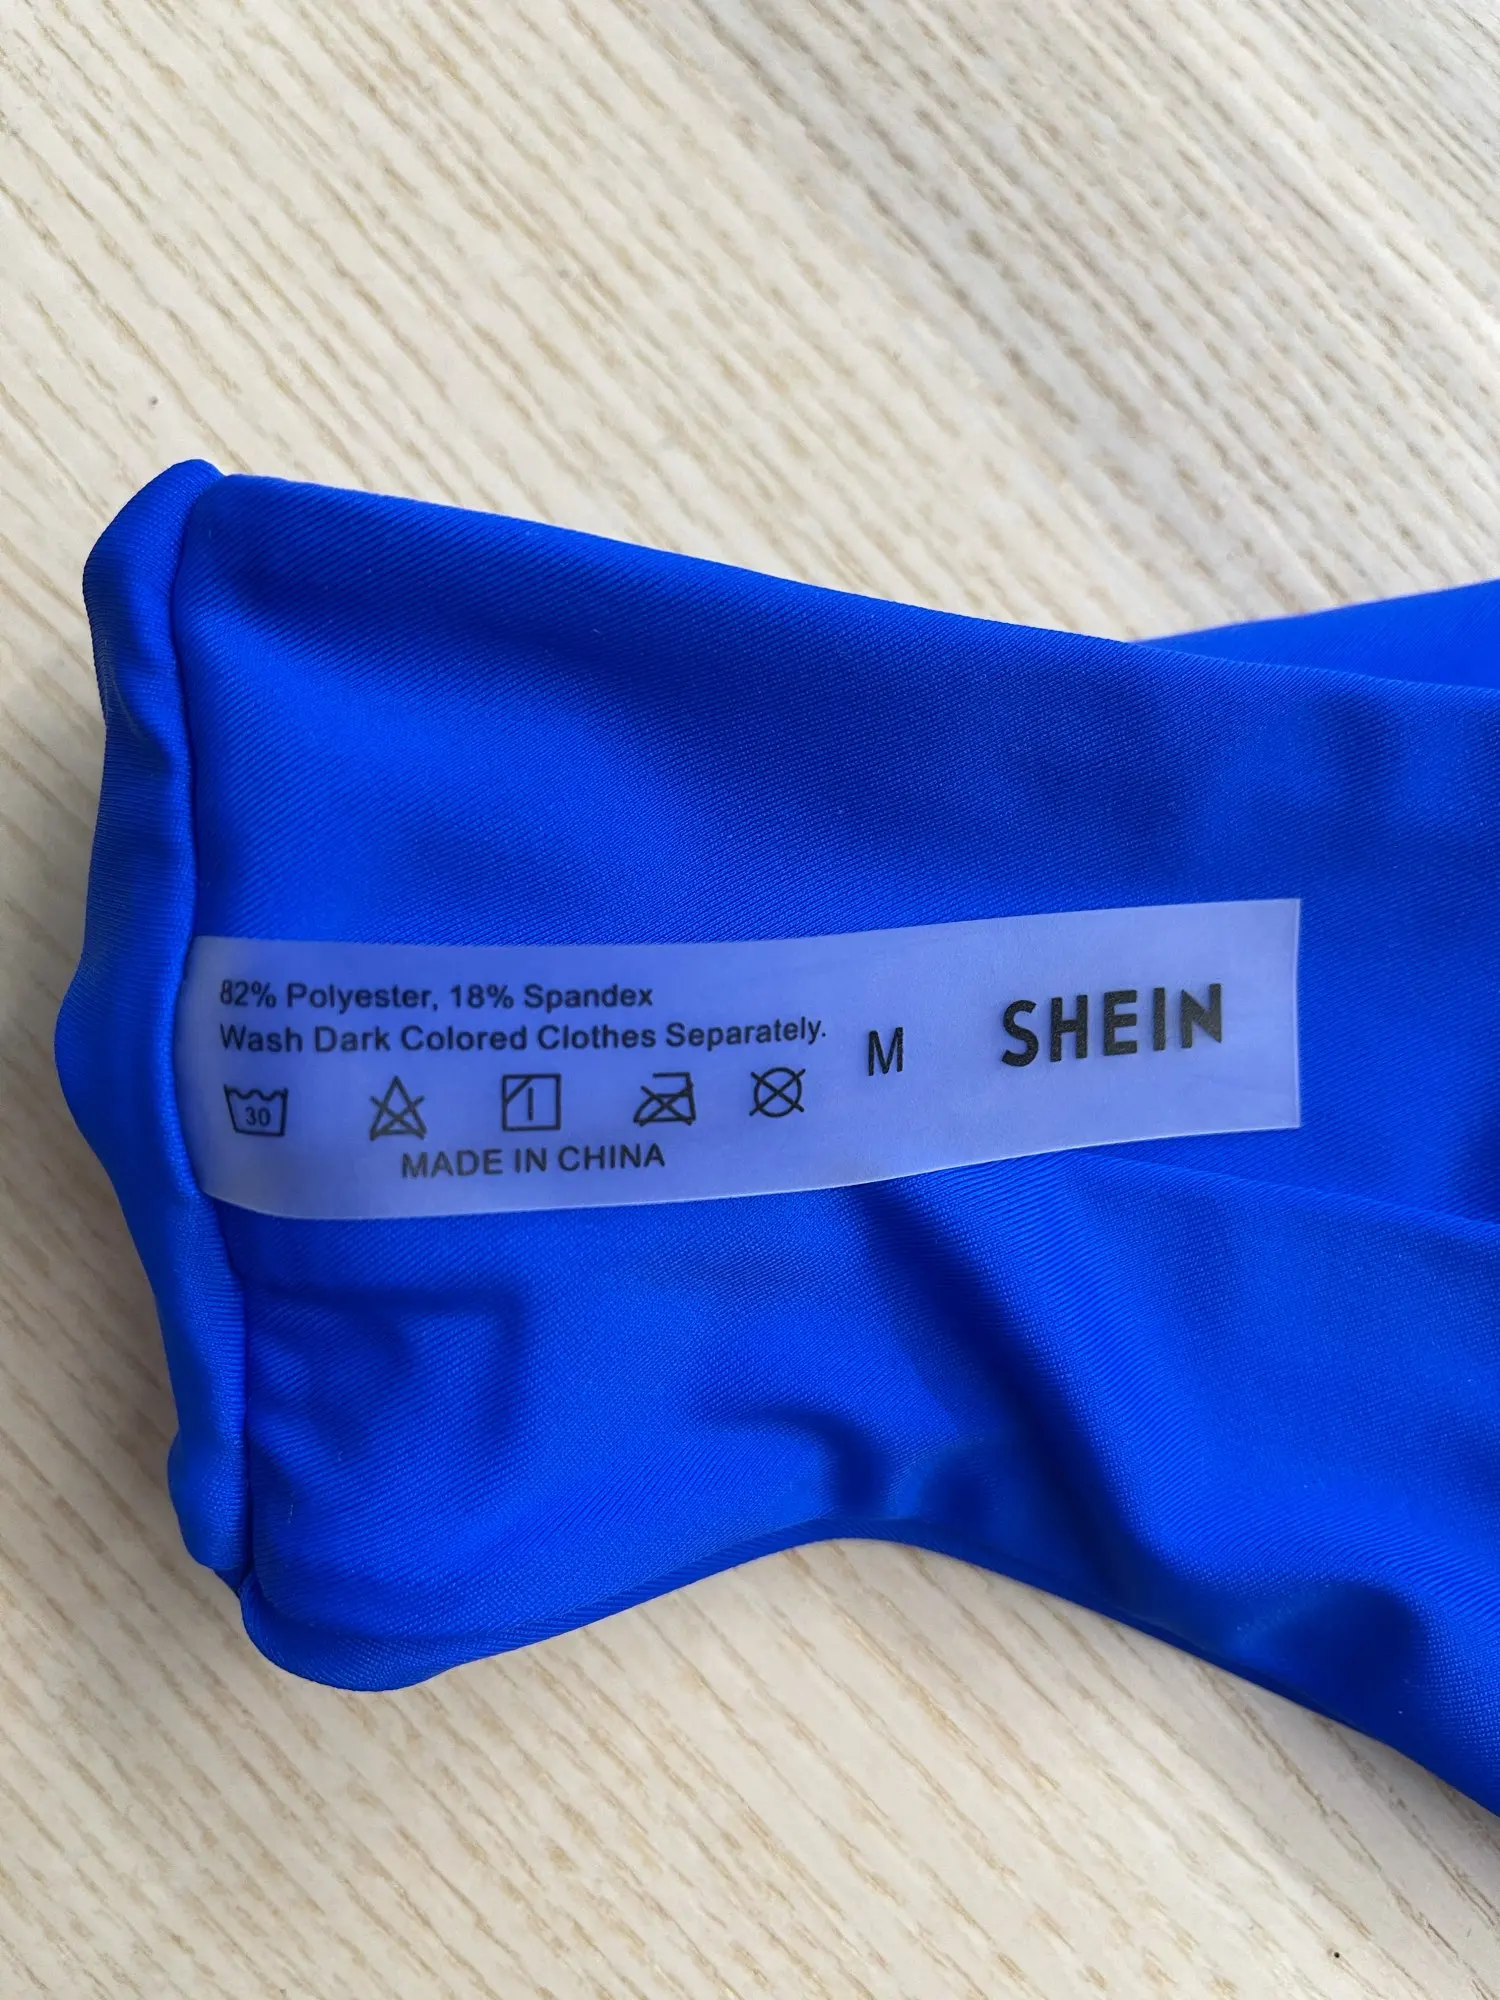 82% Polyester, 18% Spandex
Wash Dark Colored Clothes Separately.
30
MADE IN CHINA
M
SHEIN